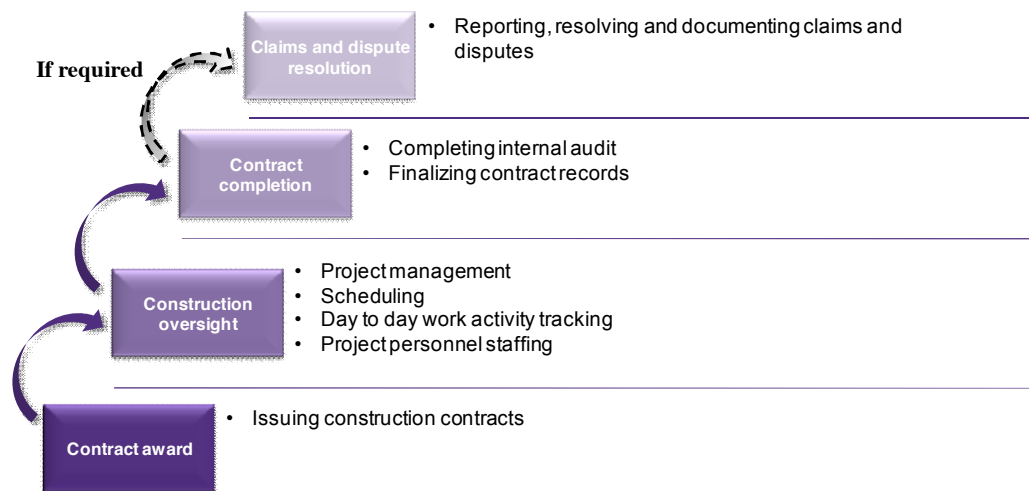 Claims and dispute
resolution
• Reporting, resolving and documenting claims and
disputes
If required
Contract
completion
• Completing internal audit
• Finalizing contract records
Construction
oversight
• Project management
• Scheduling
• Day to day work activity tracking
• Project personnel staffing
Contract award
• Issuing construction contracts